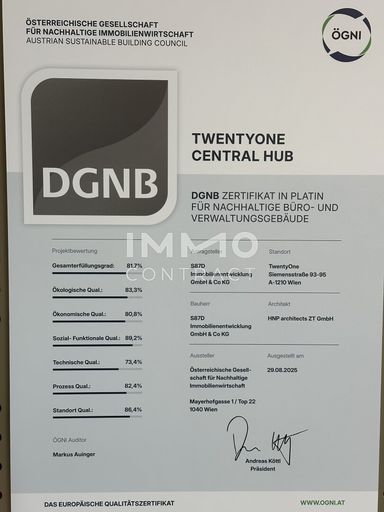 ÖSTERREICHISCHE GESELLSCHAFT
FÜR NACHHALTIGE IMMOBILIENWIRTSCHAFT
AUSTRIAN SUSTAINABLE BUILDING COUNCIL
ÖGNI
DGNB
TWENTYONE
CENTRAL HUB
DGNB ZERTIFIKAT IN PLATIN
FÜR NACHHALTIGE BÜRO- UND
VERWALTUNGSGEBÄUDE
IMMO
CONTRACT
Projektbewertung
Gesamterfüllungsgrad: 81,7%
Ökologische Qual.: 83,3%
Ökonomische Qual.: 80,8%
Sozial- Funktionale Qual.: 89,2%
Technische Qual.: 73,4%
Prozess Qual.: 82,4%
Standort Qual.: 86,4%
ÖGNI Auditor
Markus Auinger
S87D
Immobilienentwicklung
GmbH & Co KG
Bauherr
S87D
Immobilienentwicklung
GmbH & Co KG
Aussteller
Österreichische Gesell-
schaft für Nachhaltige
Immobilienwirtschaft
Mayerhofgasse 1 / Top 22
1040 Wien
Standort
TwentyOne
Siemensstraße 93-95
A-1210 Wien
Architekt
HNP architects ZT GmbH
Ausgestellt am
29.08.2025
Andreas Köttl
Präsident
DAS EUROPÄISCHE QUALITÄTSZERTIFIKAT
WWW.OGNI.AT